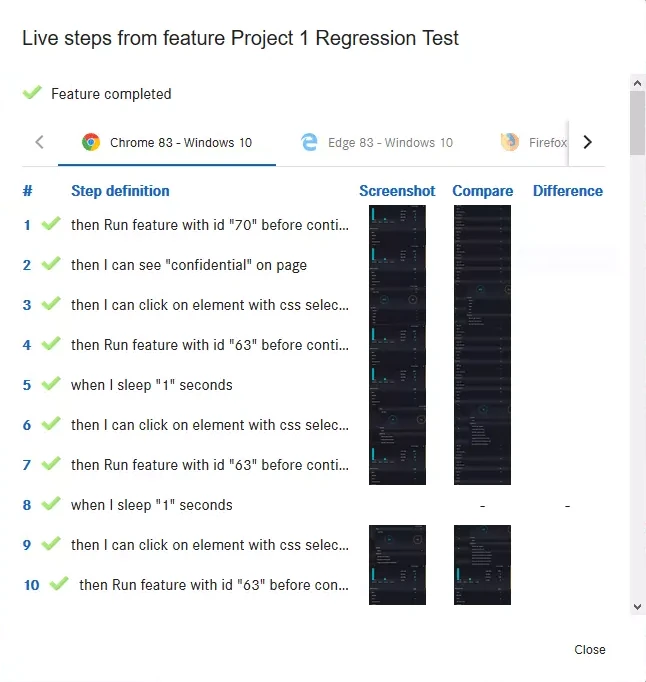 Live steps from feature Project 1 Regression Test
Feature completed
Chrome 83 - Windows 10
Edge 83 - Windows 10
Firefox
# Step definition Screenshot Compare Difference
1 then Run feature with id "70" before conti...
2 then I can see "confidential" on page
3 then I can click on element with css selec...
4 then Run feature with id "63" before conti...
5 when I sleep "1" seconds
6 then I can click on element with css selec...
7 then Run feature with id "63" before conti...
8 when I sleep "1" seconds - -
9 then I can click on element with css selec...
10 then Run feature with id "63" before con...
Close